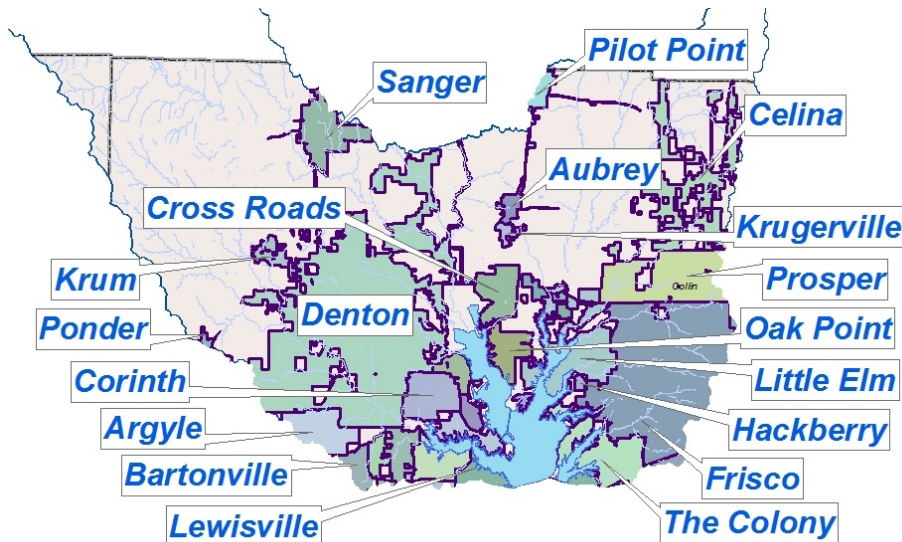 Pilot Point
Sanger
Celina
Aubrey
Cross Roads
Krugerville
Krum
Prosper
Collin
Denton
Ponder
Oak Point
Corinth
Little Elm
Argyle
Hackberry
Bartonville
Frisco
Lewisville
The Colony